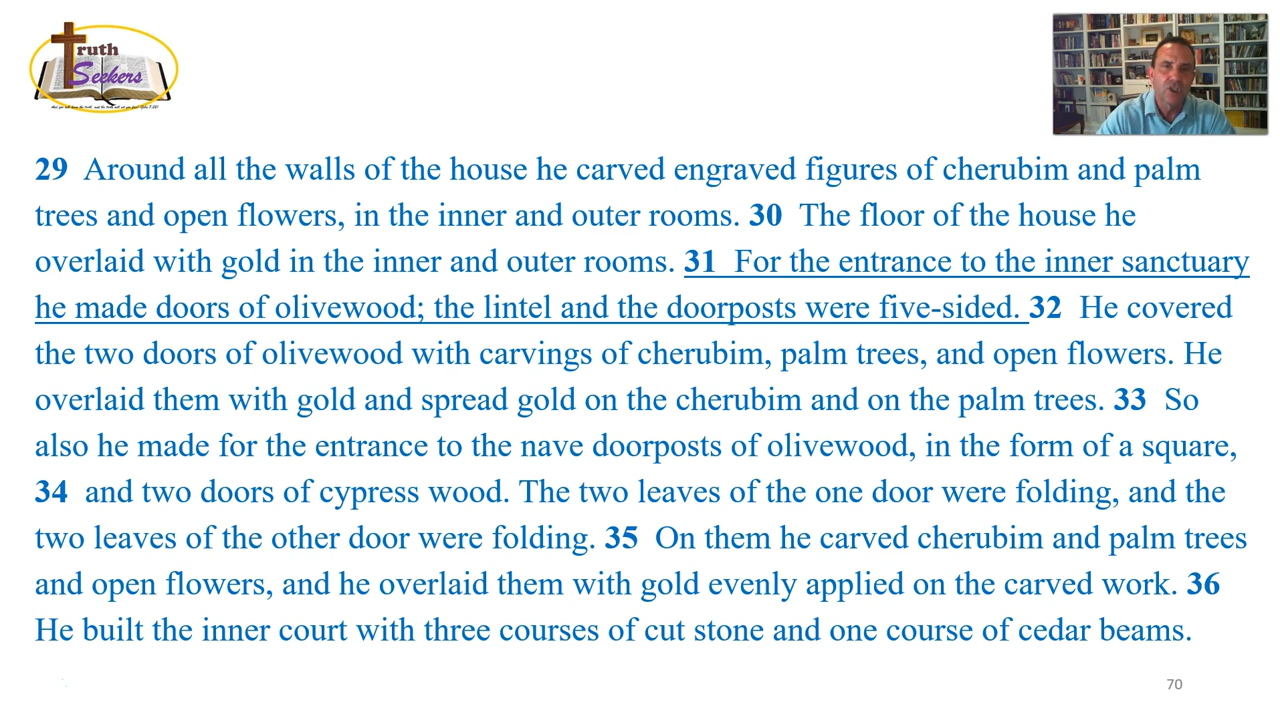 Truth
Seekers
29 Around all the walls of the house he carved engraved figures of cherubim and palm
trees and open flowers, in the inner and outer rooms. 30 The floor of the house he
overlaid with gold in the inner and outer rooms. 31 For the entrance to the inner sanctuary
he made doors of olivewood; the lintel and the doorposts were five-sided. 32 He covered
the two doors of olivewood with carvings of cherubim, palm trees, and open flowers. He
overlaid them with gold and spread gold on the cherubim and on the palm trees. 33 So
also he made for the entrance to the nave doorposts of olivewood, in the form of a square,
34 and two doors of cypress wood. The two leaves of the one door were folding, and the
two leaves of the other door were folding. 35 On them he carved cherubim and palm trees
and open flowers, and he overlaid them with gold evenly applied on the carved work. 36
He built the inner court with three courses of cut stone and one course of cedar beams.
70